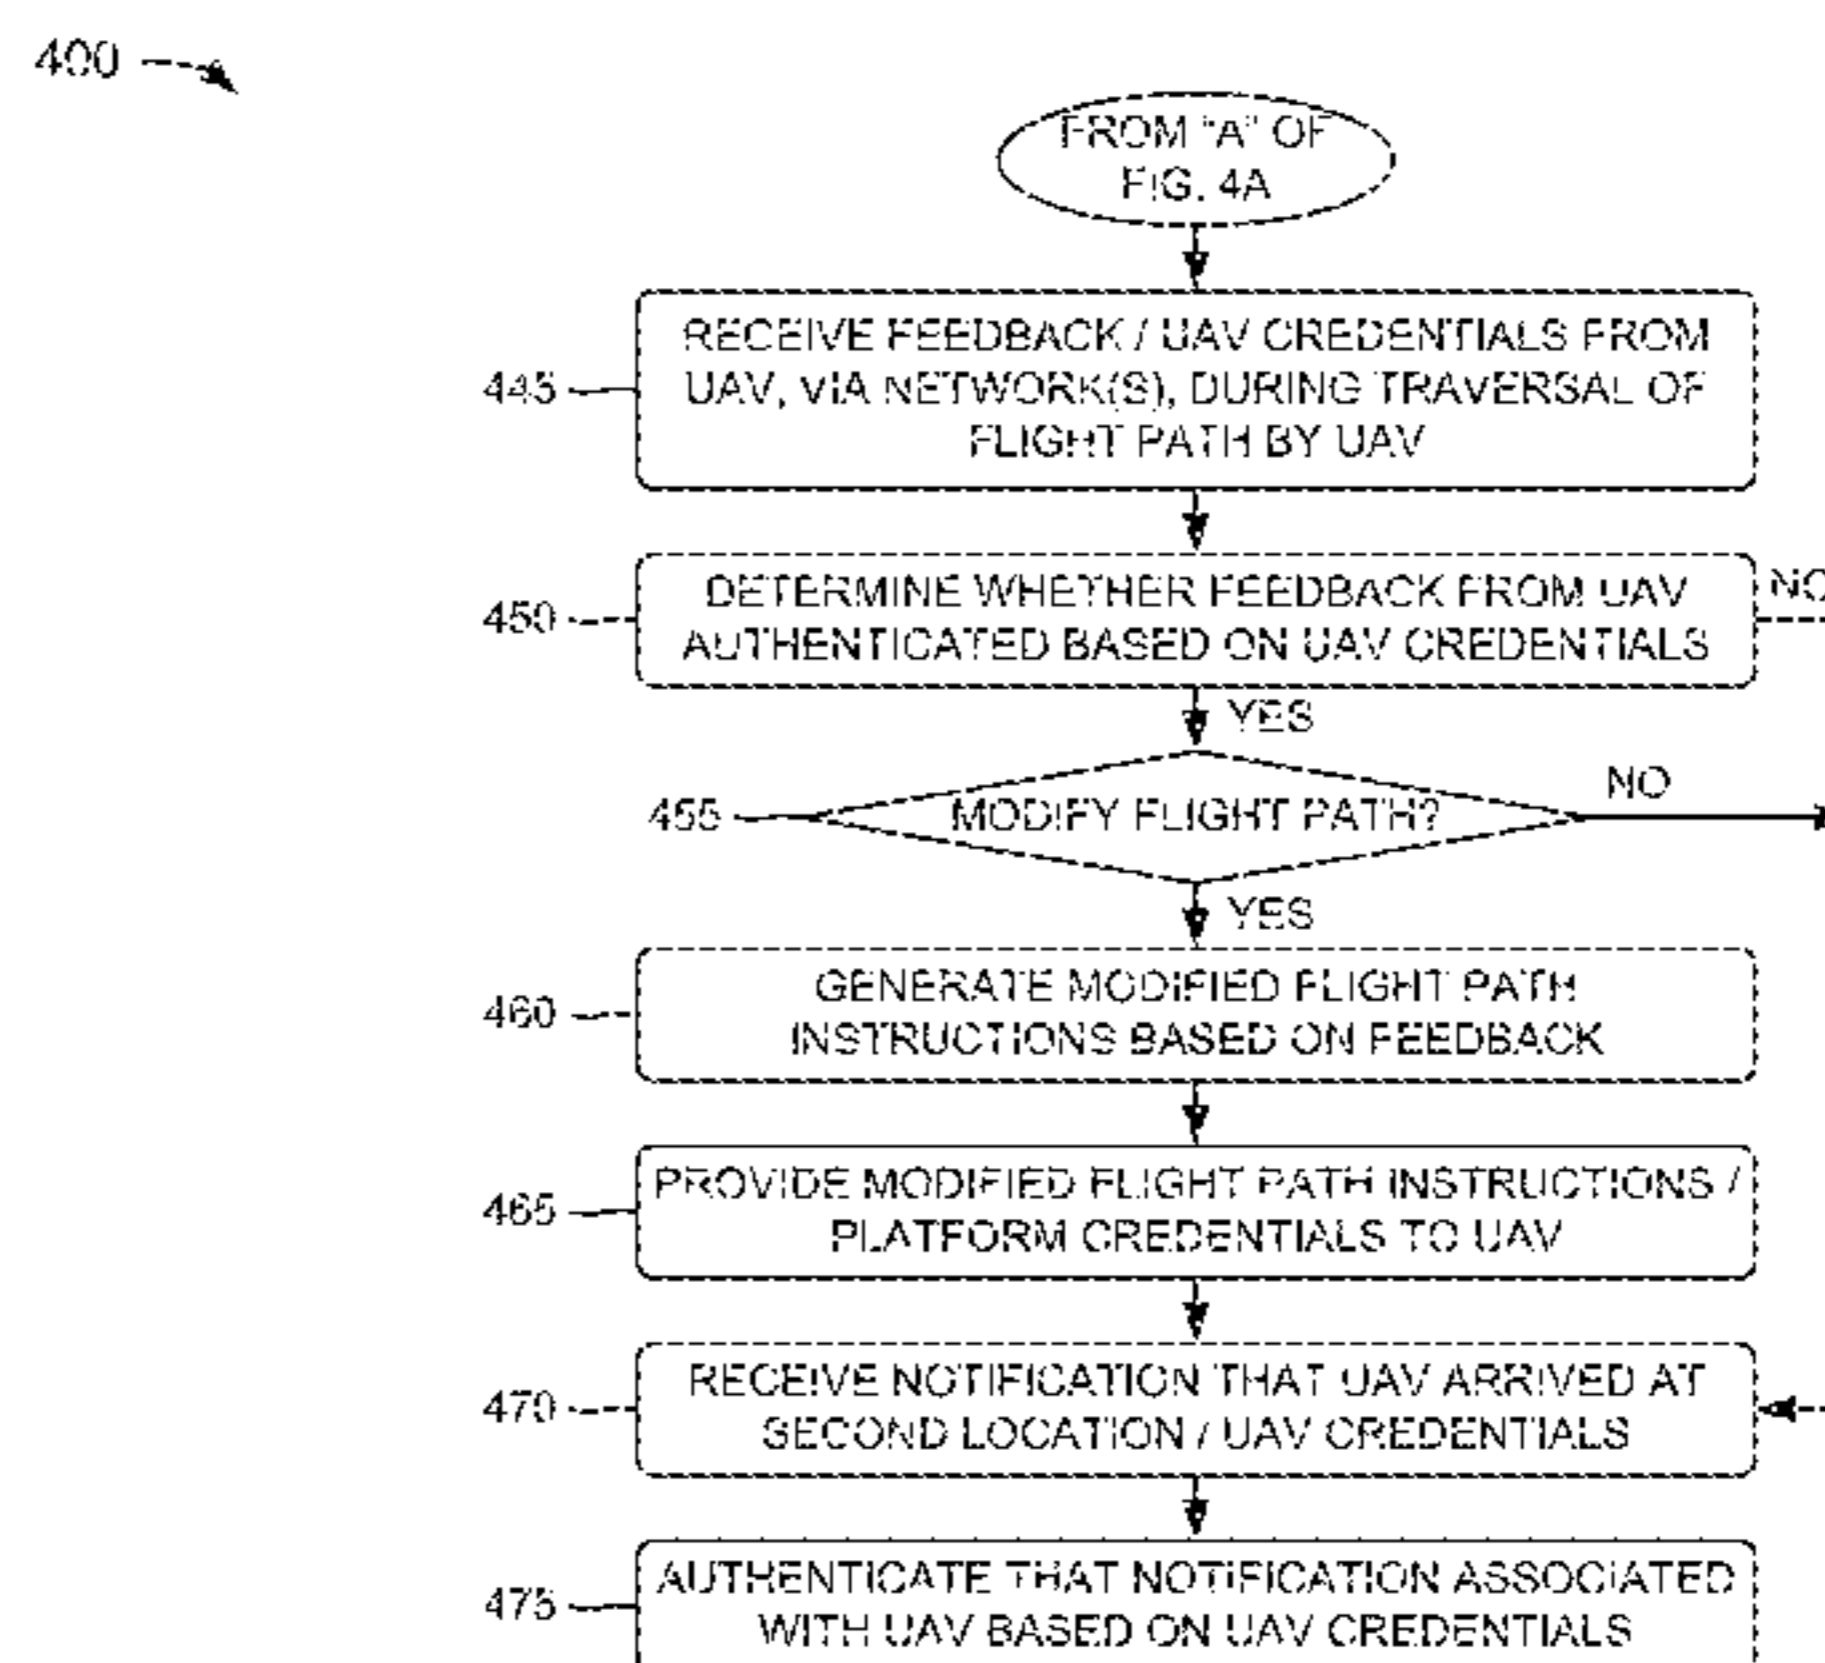 400
FROM "A" OF
FIG. 4A
RECEIVE FEEDBACK / UAV CREDENTIALS FROM
445
UAV, VIA NETWORK(S), DURING TRAVERSAL OF
FLIGHT PATH BY UAV
DETERMINE WHETHER FEEDBACK FROM UAV
NO
450
AUTHENTICATED BASED ON UAV CREDENTIALS
YES
NO
455
MODIFY FLIGHT PATH?
YES
GENERATE MODIFIED FLIGHT PATH
460
INSTRUCTIONS BASED ON FEEDBACK
PROVIDE MODIFIED FLIGHT PATH INSTRUCTIONS /
465
PLATFORM CREDENTIALS TO UAV
RECEIVE NOTIFICATION THAT UAV ARRIVED AT
470
SECOND LOCATION / UAV CREDENTIALS
AUTHENTICATE THAT NOTIFICATION ASSOCIATED
475
WITH UAV BASED ON UAV CREDENTIALS